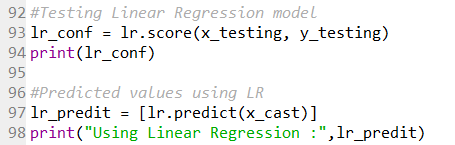 92 #Testing Linear Regression model
93 lr_conf = lr.score(x_testing, y_testing)
94 print(lr_conf)
95
96 #Predicted values using LR
97 lr_predit = [lr.predict(x_cast)]
98 print("Using Linear Regression :",lr_predit)